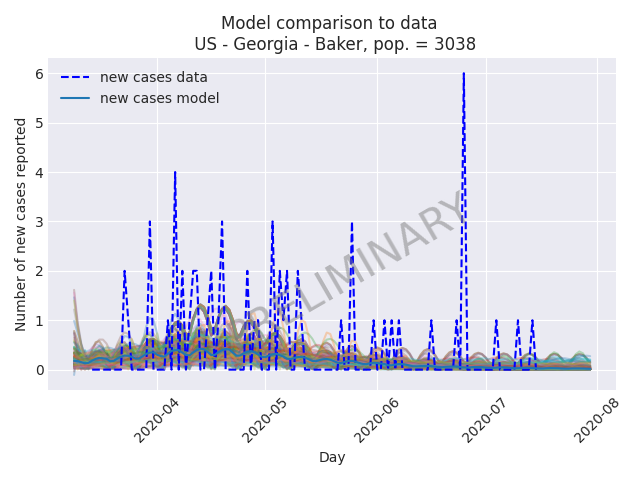 Model comparison to data
US - Georgia - Baker, pop. = 3038
new cases data
new cases model
PRELIMINARY
Number of new cases reported
6
5
4
3
2
1
0
2020-04
2020-05
2020-06
2020-07
2020-08
Day